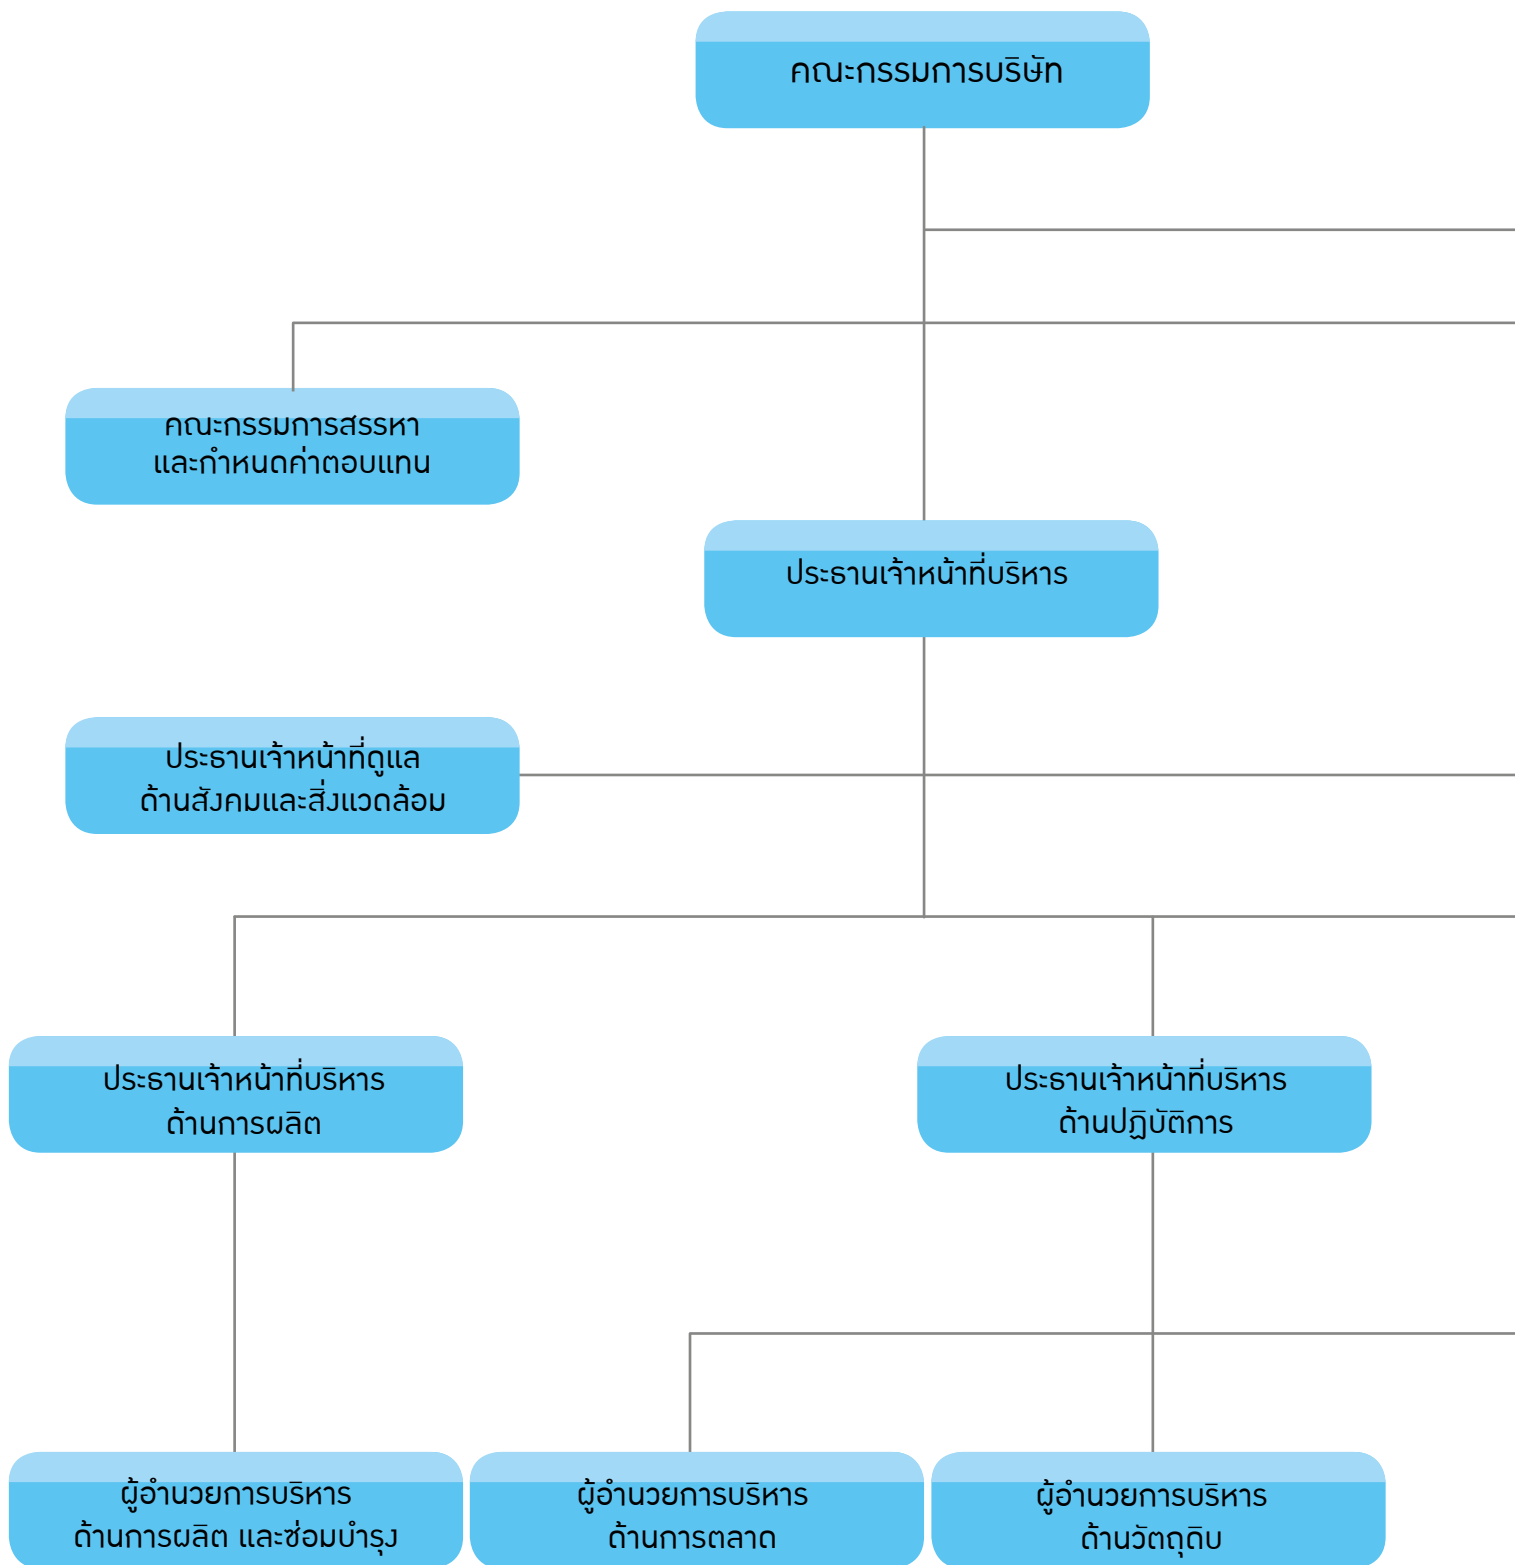 คณะกรรมการบริษัท
คณะกรรมการสรรหา
และกำหนดค่าตอบแทน
ประธานเจ้าหน้าที่บริหาร
ประธานเจ้าหน้าที่ดูแล
ด้านสังคมและสิ่งแวดล้อม
ประธานเจ้าหน้าที่บริหาร
ด้านการผลิต
ประธานเจ้าหน้าที่บริหาร
ด้านปฏิบัติการ
ผู้อำนวยการบริหาร
ด้านการผลิต และซ่อมบำรุง
ผู้อำนวยการบริหาร
ด้านการตลาด
ผู้อำนวยการบริหาร
ด้านวัตถุดิบ